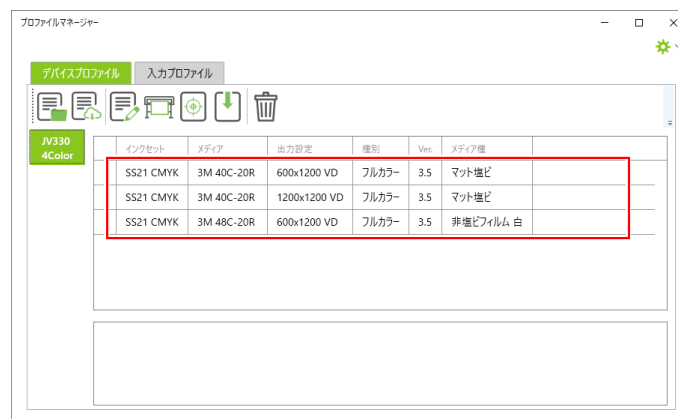 プロファイルマネージャー
デバイスプロファイル 入力プロファイル
JV330
4Color
インクセット メディア 出力設定 種別 Ver. メディア種
SS21 CMYK 3M 40C-20R 600x1200 VD フルカラー 3.5 マット塩ビ
SS21 CMYK 3M 40C-20R 1200x1200 VD フルカラー 3.5 マット塩ビ
SS21 CMYK 3M 48C-20R 600x1200 VD フルカラー 3.5 非塩ビフィルム 白